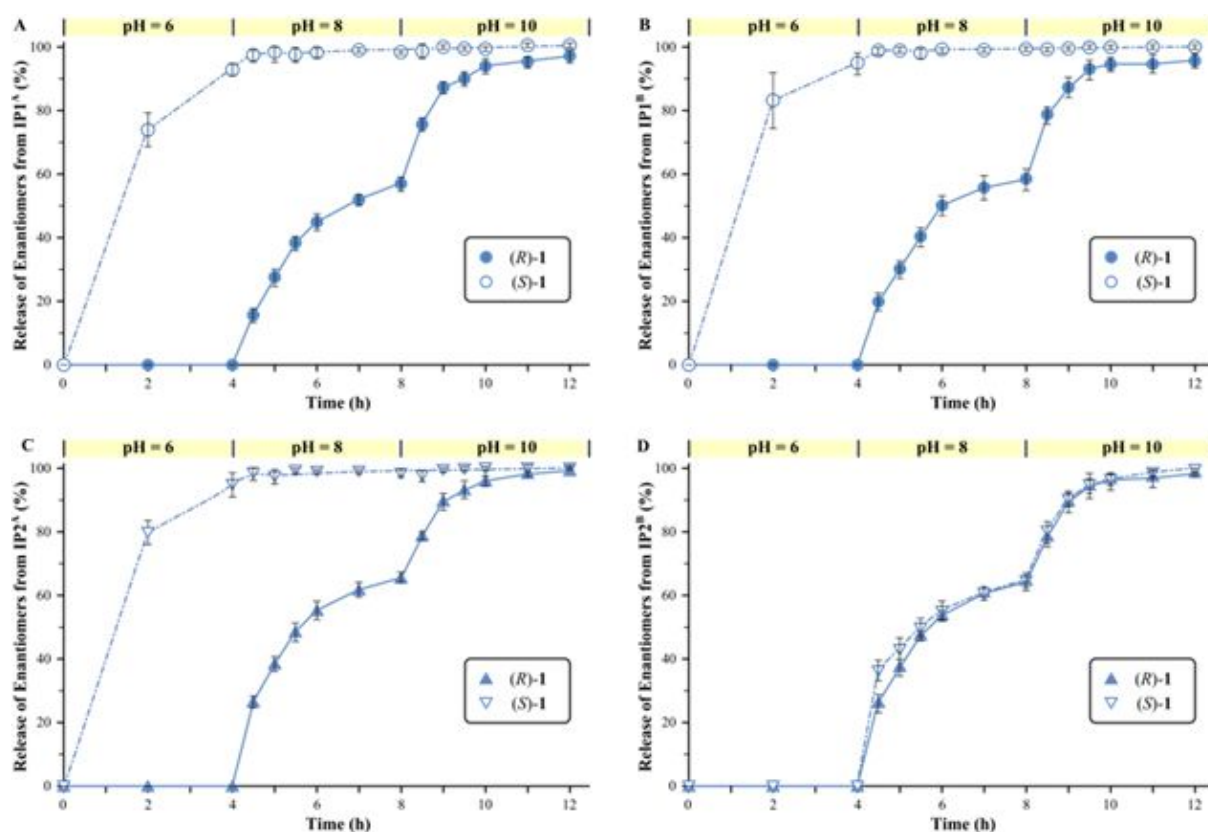 A
pH = 6 pH = 8 pH = 10
Release of Enantiomers from IP1ᴬ (%)
100
80
60
40
20
0
(R)-1
(S)-1
0 2 4 6 8 10 12
Time (h)
B
pH = 6 pH = 8 pH = 10
Release of Enantiomers from IP1ᴮ (%)
100
80
60
40
20
0
(R)-1
(S)-1
0 2 4 6 8 10 12
Time (h)
C
pH = 6 pH = 8 pH = 10
Release of Enantiomers from IP2ᴬ (%)
100
80
60
40
20
0
(R)-1
(S)-1
0 2 4 6 8 10 12
Time (h)
D
pH = 6 pH = 8 pH = 10
Release of Enantiomers from IP2ᴮ (%)
100
80
60
40
20
0
(R)-1
(S)-1
0 2 4 6 8 10 12
Time (h)